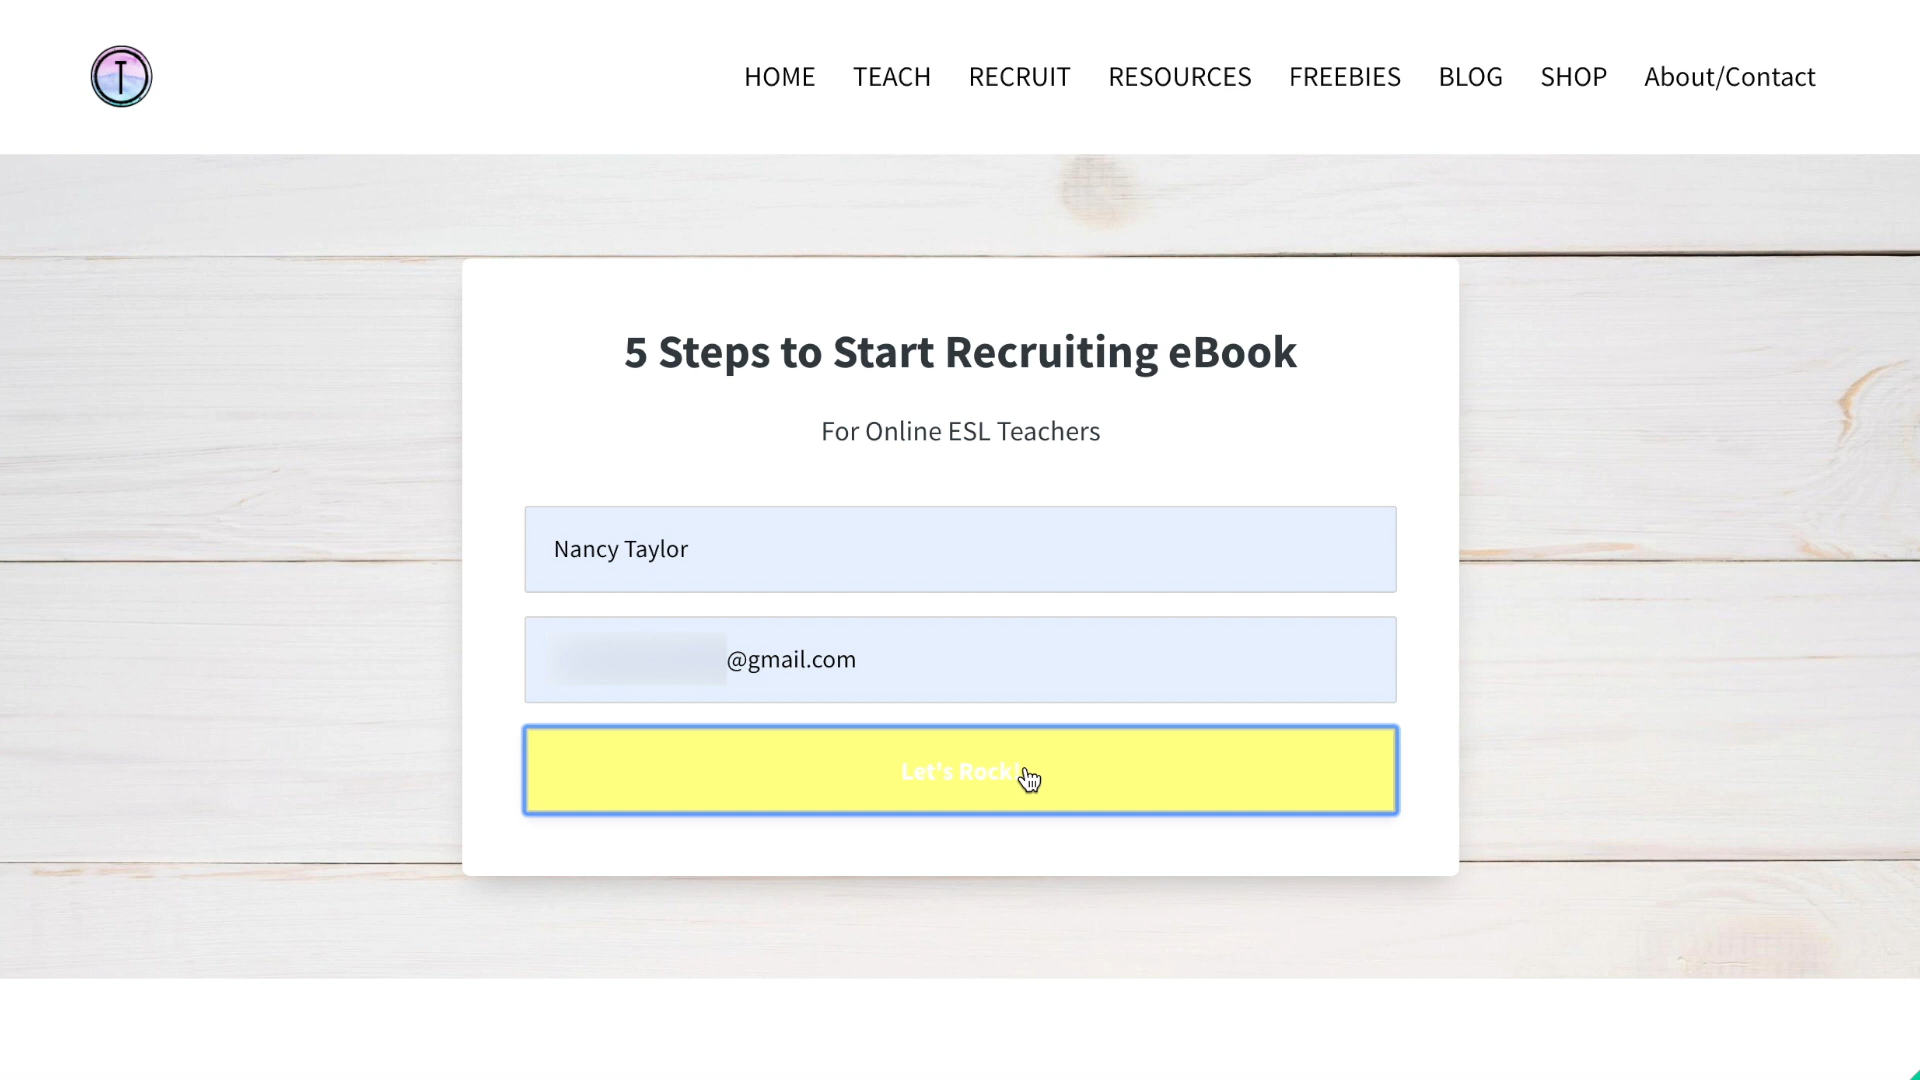 T
HOME TEACH RECRUIT RESOURCES FREEBIES BLOG SHOP About/Contact
5 Steps to Start Recruiting eBook
For Online ESL Teachers
Nancy Taylor
@gmail.com
Let's Rock!